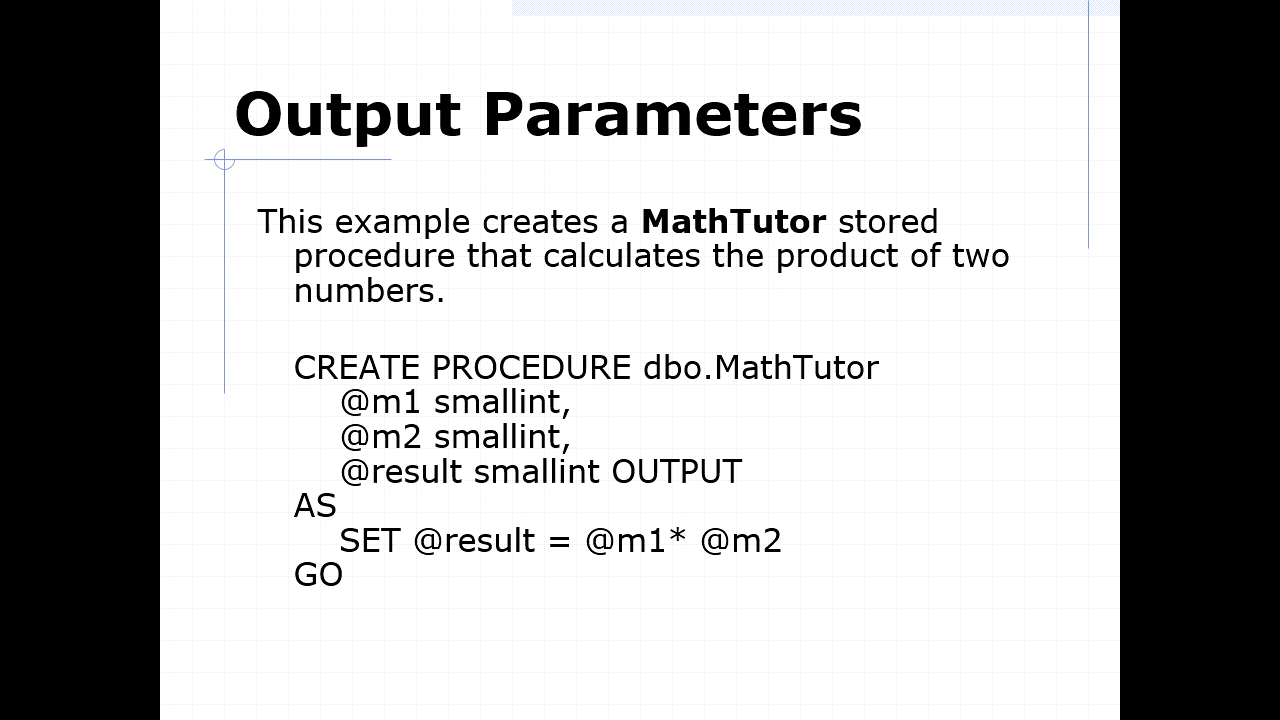 Output Parameters
This example creates a MathTutor stored
procedure that calculates the product of two
numbers.
CREATE PROCEDURE dbo.MathTutor
@m1 smallint,
@m2 smallint,
@result smallint OUTPUT
AS
SET @result = @m1* @m2
GO